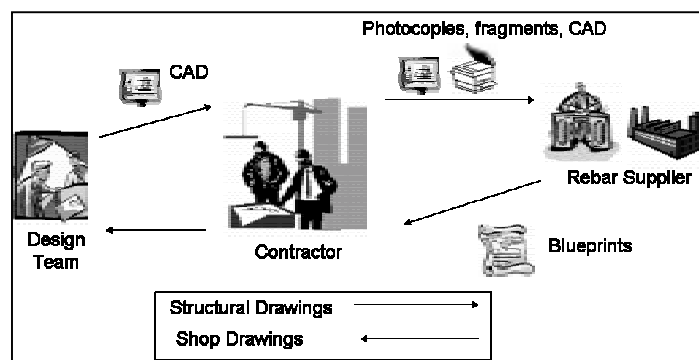 Photocopies, fragments, CAD
CAD
Rebar Supplier
Design
Team
Contractor
Blueprints
Structural Drawings
Shop Drawings